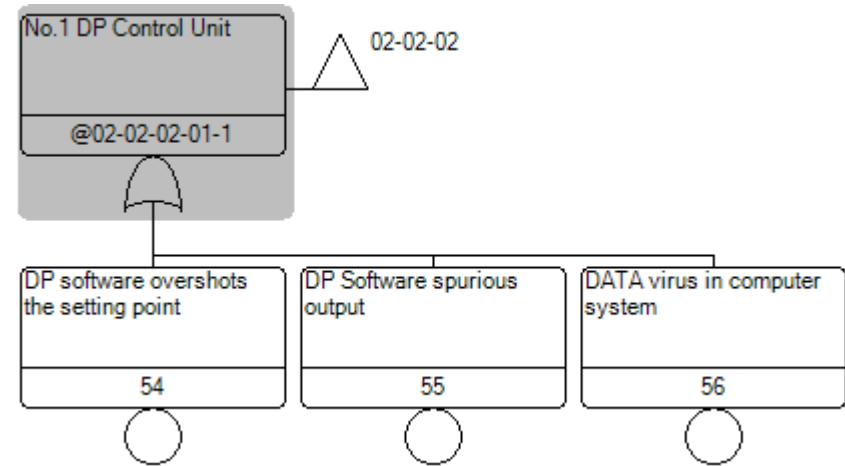 No.1 DP Control Unit
02-02-02
@02-02-02-01-1
DP software overshots
the setting point
54
DP Software spurious
output
55
DATA virus in computer
system
56